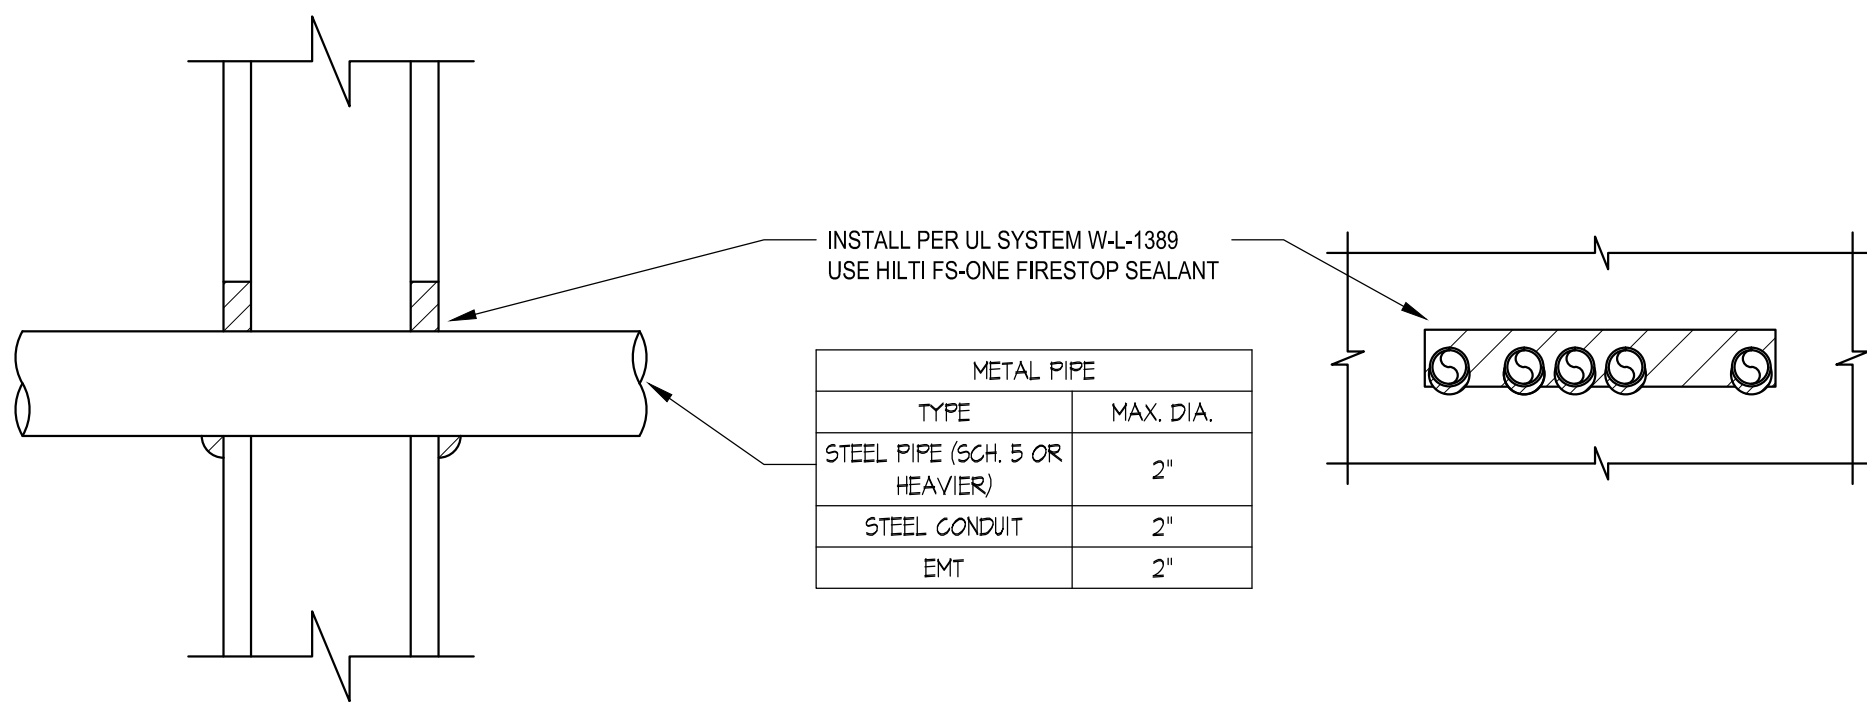 INSTALL PER UL SYSTEM W-L-1389
USE HILTI FS-ONE FIRESTOP SEALANT
METAL PIPE
TYPE MAX. DIA.
STEEL PIPE (SCH. 5 OR
HEAVIER) 2"
STEEL CONDUIT 2"
EMT 2"